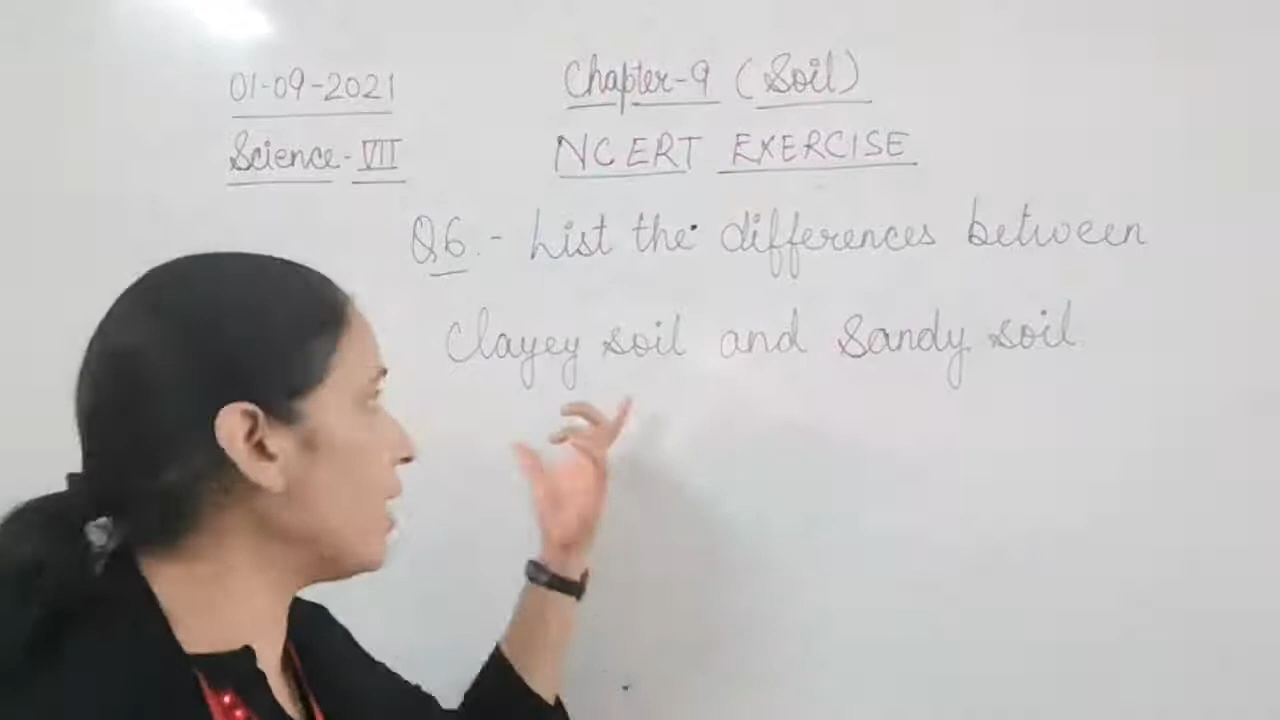 01-09-2021
Chapter-9 (Soil)
Science-VII
NCERT EXERCISE
Q6.- List the differences between
Clayey soil and Sandy soil